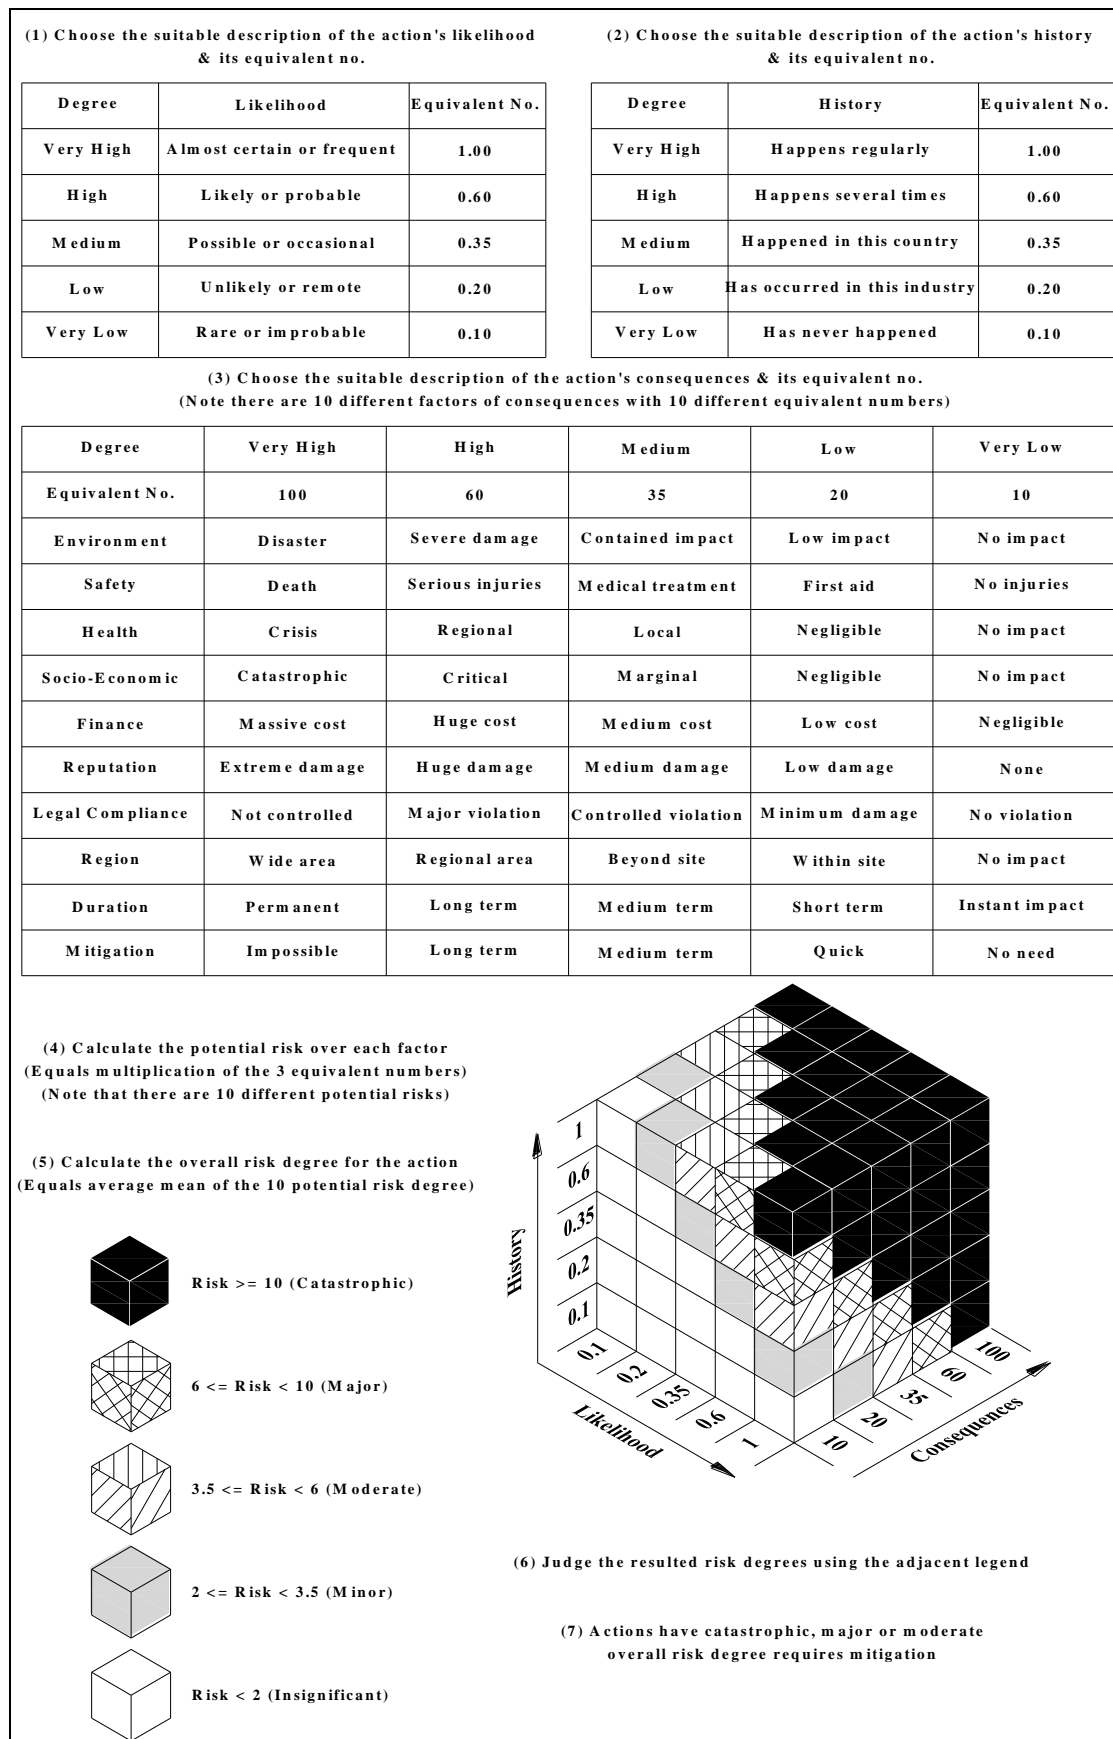 (1) Choose the suitable description of the action's likelihood
& its equivalent no.
(2) Choose the suitable description of the action's history
& its equivalent no.
Degree Likelihood Equivalent No.
Very High Almost certain or frequent 1.00
High Likely or probable 0.60
Medium Possible or occasional 0.35
Low Unlikely or remote 0.20
Very Low Rare or improbable 0.10
Degree History Equivalent No.
Very High Happens regularly 1.00
High Happens several times 0.60
Medium Happened in this country 0.35
Low Has occurred in this industry 0.20
Very Low Has never happened 0.10
(3) Choose the suitable description of the action's consequences & its equivalent no.
(Note there are 10 different factors of consequences with 10 different equivalent numbers)
Degree Very High High Medium Low Very Low
Equivalent No. 100 60 35 20 10
Environment Disaster Severe damage Contained impact Low impact No impact
Safety Death Serious injuries Medical treatment First aid No injuries
Health Crisis Regional Local Negligible No impact
Socio-Economic Catastrophic Critical Marginal Negligible No impact
Finance Massive cost Huge cost Medium cost Low cost Negligible
Reputation Extreme damage Huge damage Medium damage Low damage None
Legal Compliance Not controlled Major violation Controlled violation Minimum damage No violation
Region Wide area Regional area Beyond site Within site No impact
Duration Permanent Long term Medium term Short term Instant impact
Mitigation Impossible Long term Medium term Quick No need
(4) Calculate the potential risk over each factor
(Equals multiplication of the 3 equivalent numbers)
(Note that there are 10 different potential risks)
(5) Calculate the overall risk degree for the action
(Equals average mean of the 10 potential risk degree)
Risk >= 10 (Catastrophic)
6 <= Risk < 10 (Major)
3.5 <= Risk < 6 (Moderate)
2 <= Risk < 3.5 (Minor)
Risk < 2 (Insignificant)
History
1
0.6
0.35
0.2
0.1
Likelihood
0.1
0.2
0.35
0.6
1
Consequences
10
20
35
60
100
(6) Judge the resulted risk degrees using the adjacent legend
(7) Actions have catastrophic, major or moderate
overall risk degree requires mitigation